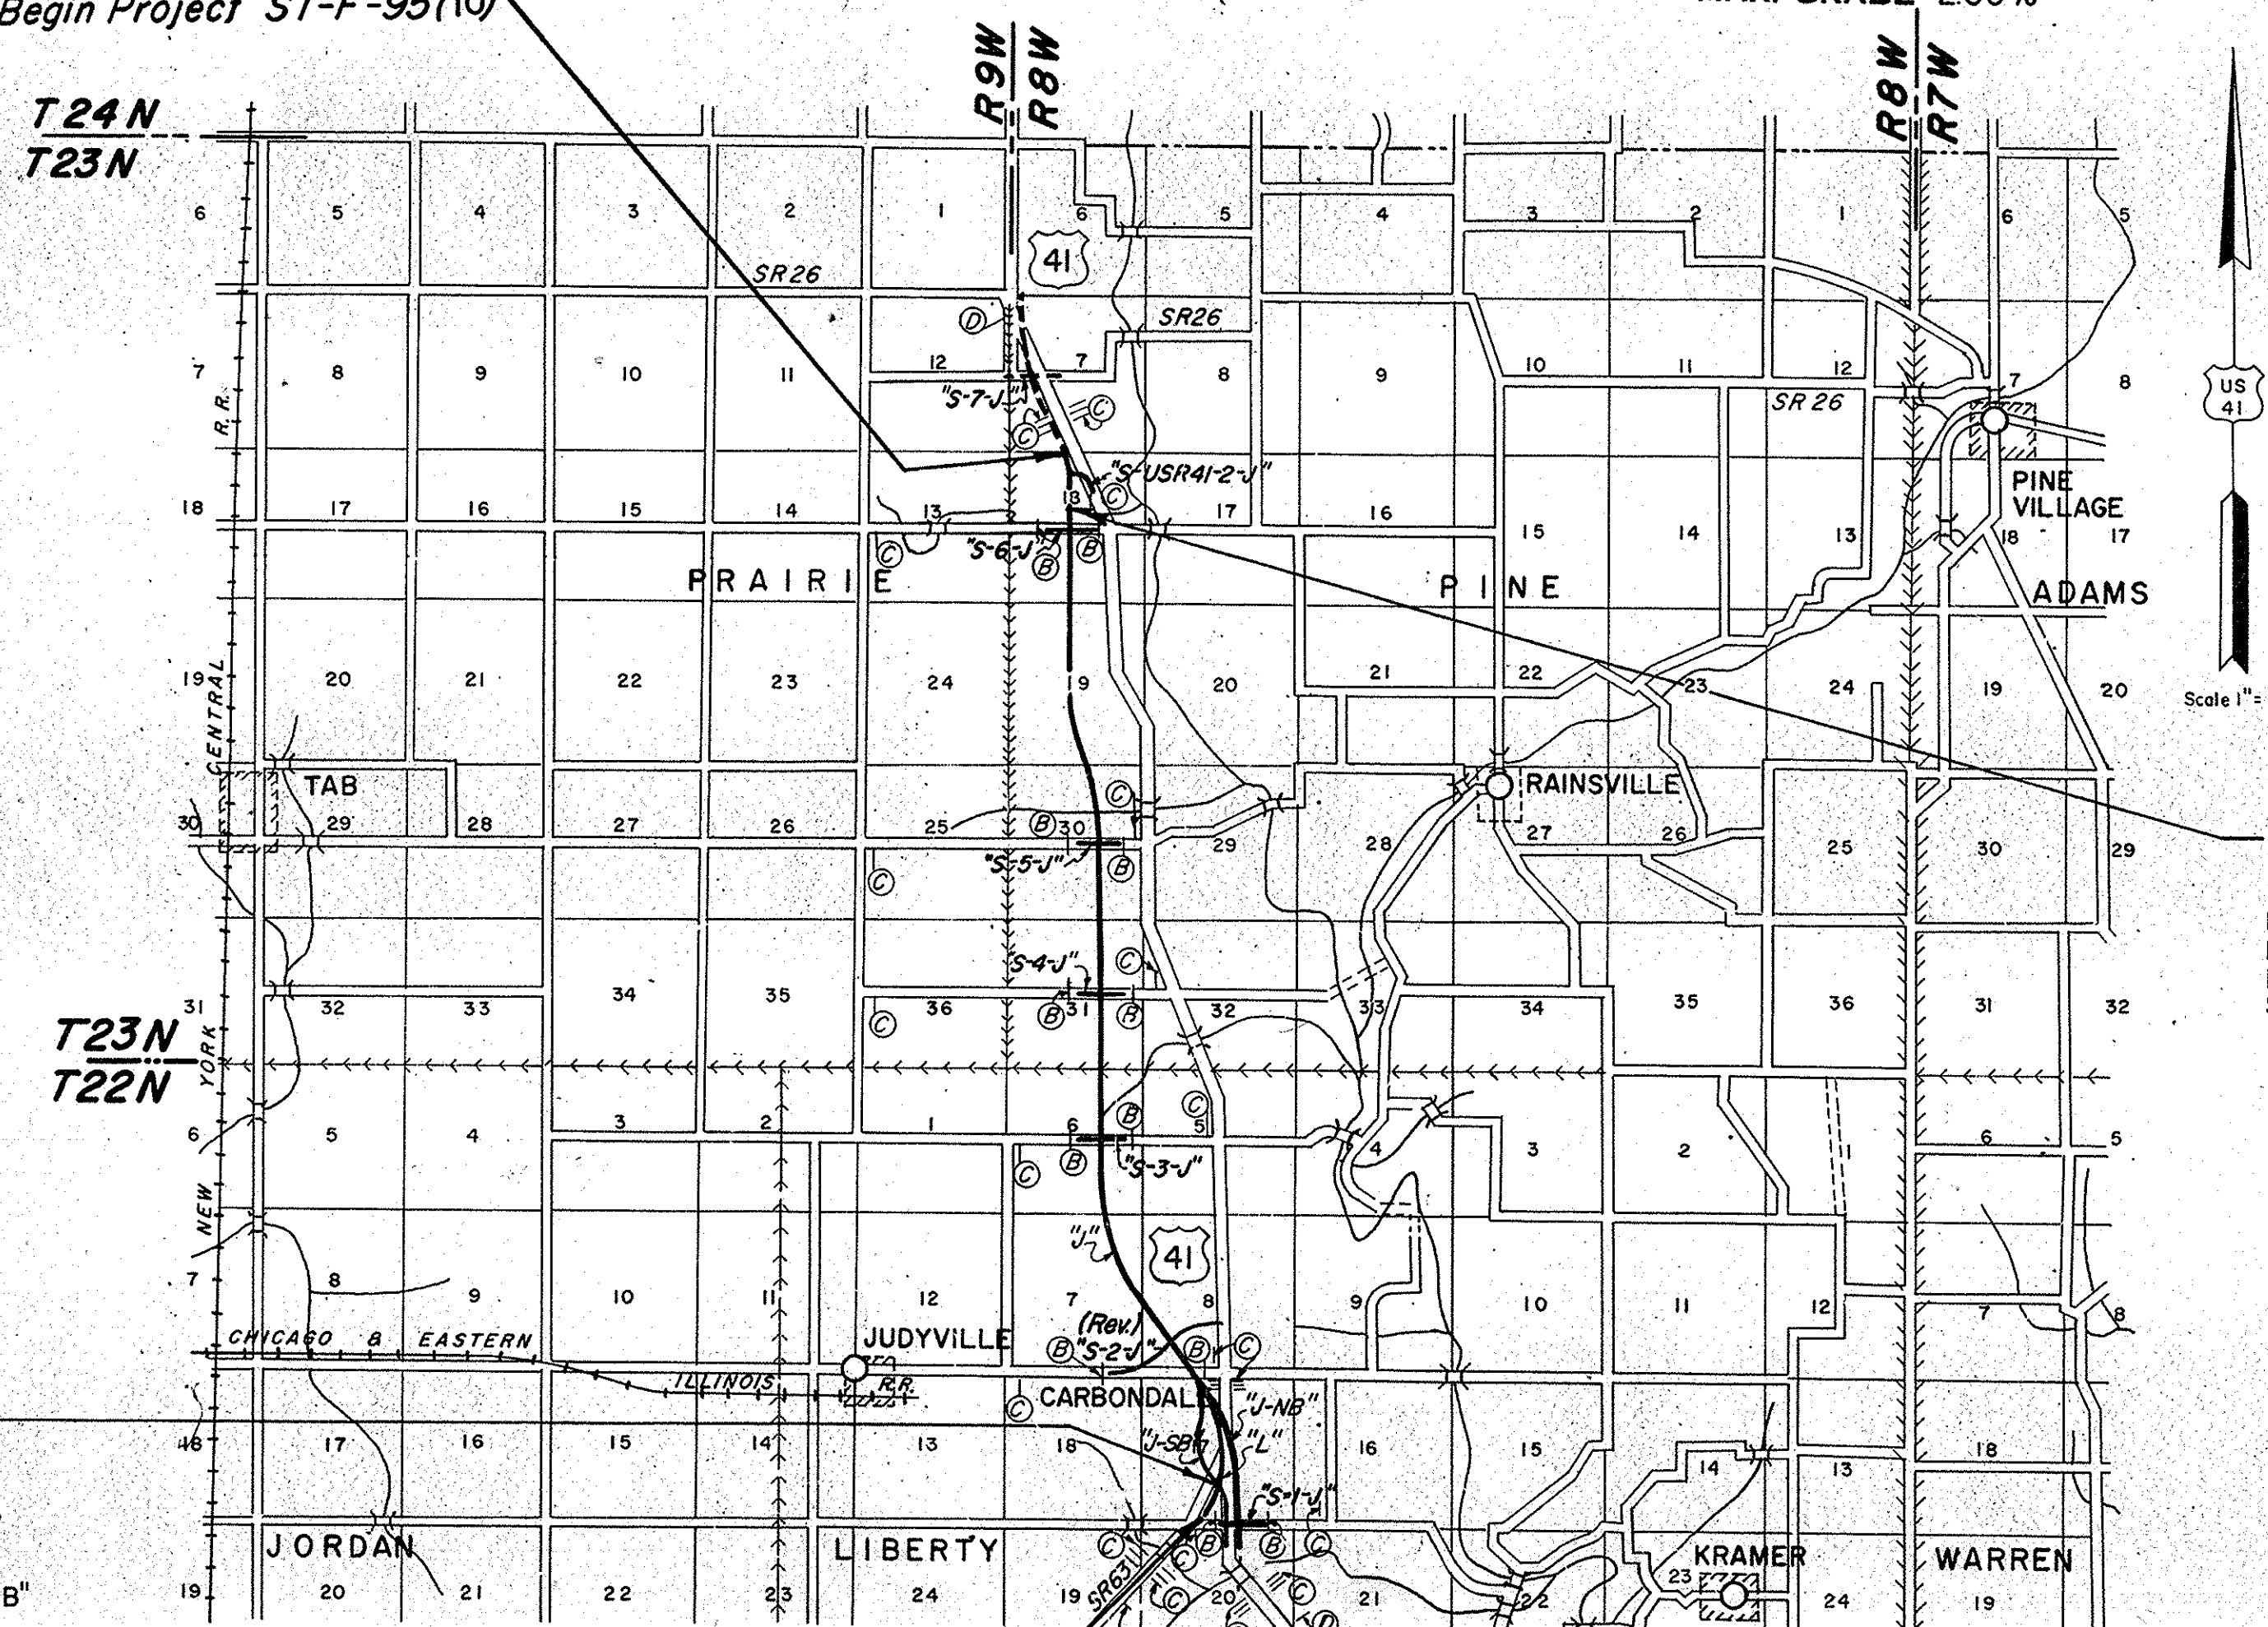 Begin Project ST-F-95(10)
R9W R8W
R8W R7W
T24N
T23N
6 5 4 3 2 1 6 5 4 3 2 1 6 5
41
SR26
D
SR26
7 8 9 10 11 12 7 8 9 10 11 12 7 8
"S-7-J"
C C
SR 26
US
41
R.R.
"S-USR41-2-J"
C
PINE
VILLAGE
18 17 16 15 14 13 18 17 16 15 14 13 18 17
"S-6-J"
C B B
PRAIRIE PINE ADAMS
19 20 21 22 23 24 19 20 21 22 23 24 19 20
Scale 1"=
CENTRAL
TAB
RAINSVILLE
C
30 29 28 27 26 25 B 30 29 28 27 26 25 30 29
"S-5-J"
C B
"S-4-J" C
31 32 33 34 35 36 31 32 33 34 35 36 31 32
C B B
T23N
T22N
YORK
6 5 4 3 2 1 6 5 4 3 2 1 6 5
B C
C B "S-3-J"
NEW
"J" 41
7 8 9 10 11 12 7 8 9 10 11 12 7 8
(Rev.)
CHICAGO & EASTERN
JUDYVILLE
B "S-2-J" B C
ILLINOIS R.R.
CARBONDALE
C
"J-NB"
"J-SB" "L"
18 17 16 15 14 13 18 17 16 15 14 13 18
"S-1-J"
JORDAN LIBERTY KRAMER WARREN
C C B B C
SR63
B"
19 20 21 22 23 24 19 20 21 22 23 24 19
C C D